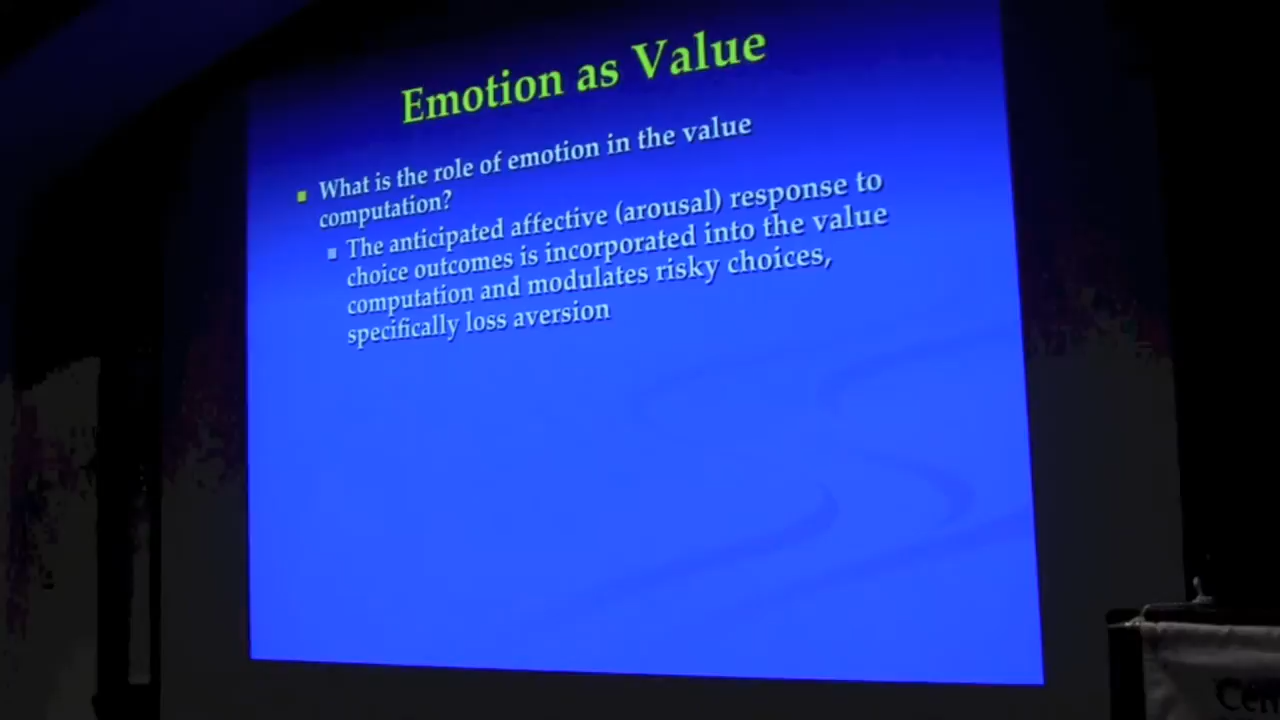 Emotion as Value
What is the role of emotion in the value
computation?
The anticipated affective (arousal) response to
choice outcomes is incorporated into the value
computation and modulates risky choices,
specifically loss aversion
Cen